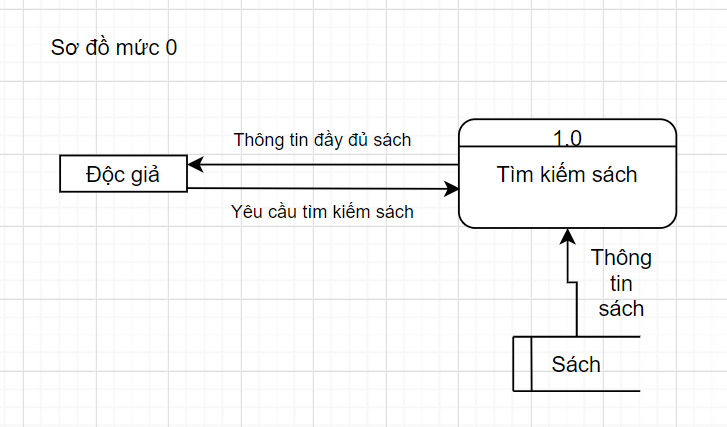 Sơ đồ mức 0
Thông tin đầy đủ sách
1.0
Độc giả
Tìm kiếm sách
Yêu cầu tìm kiếm sách
Thông
tin
sách
Sách